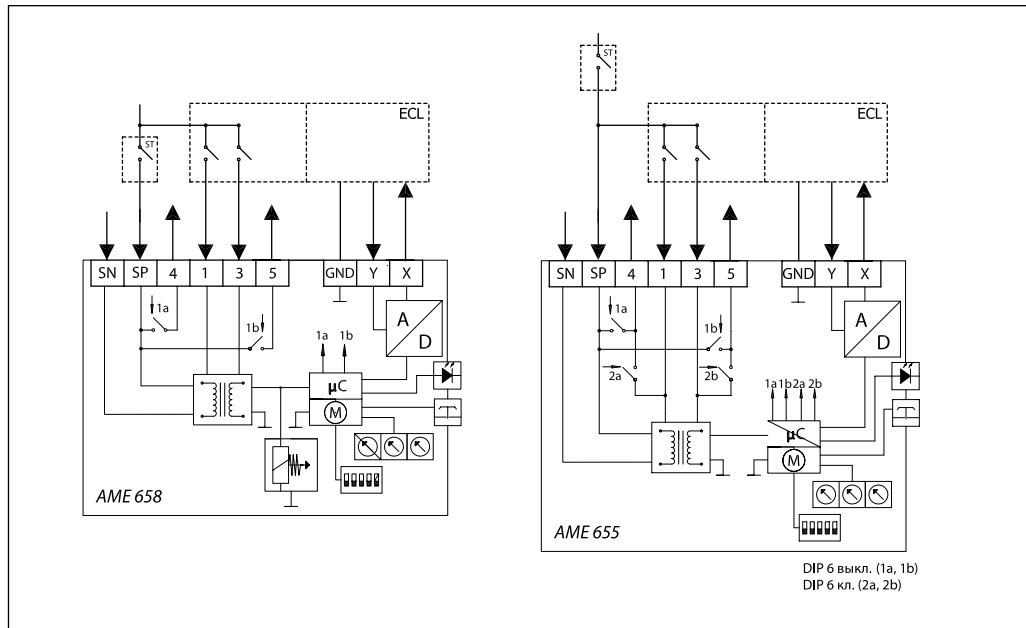 ST
ECL
SN SP 4 1 3 5 GND Y X
1a
1b
1a 1b
A
D
µC
M
AME 658
ST
ECL
SN SP 4 1 3 5 GND Y X
1a
1b
2a
2b
A
D
1a 1b 2a 2b
µC
M
AME 655
DIP 6 выкл. (1a, 1b)
DIP 6 кл. (2a, 2b)